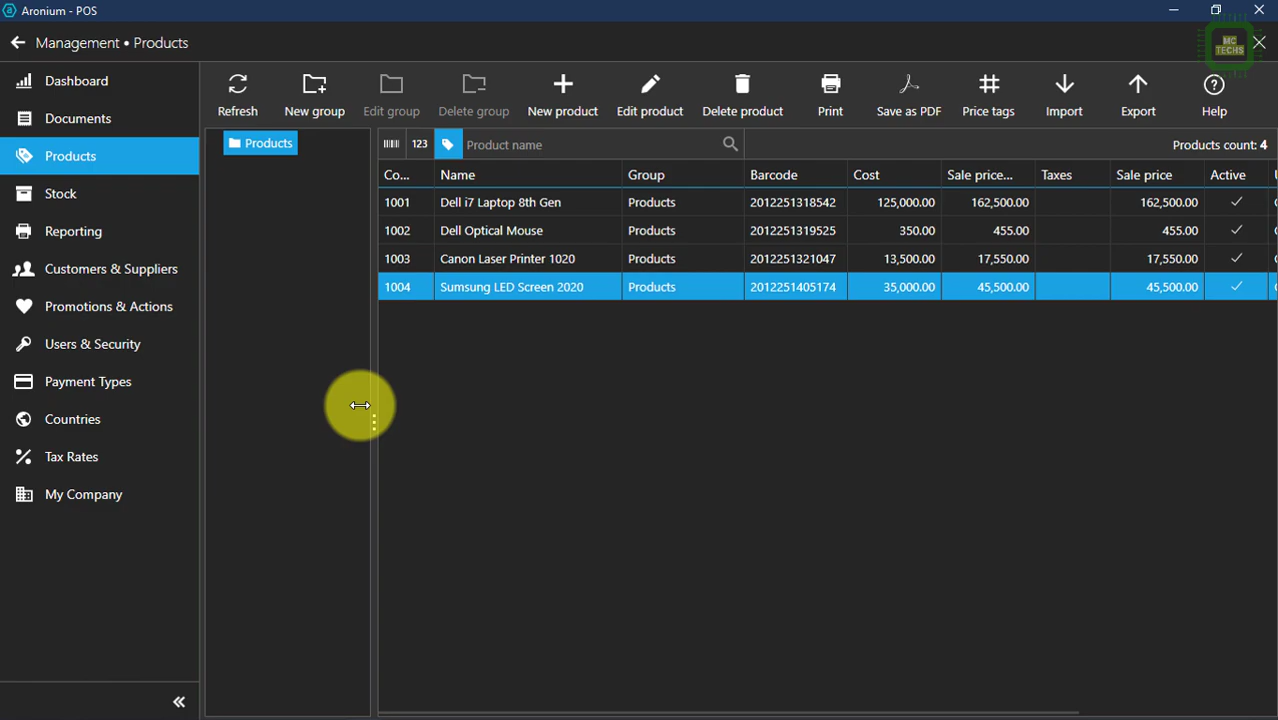 Aronium - POS
Management • Products
MC
TECHS
Dashboard
Documents
Products
Stock
Reporting
Customers & Suppliers
Promotions & Actions
Users & Security
Payment Types
Countries
Tax Rates
My Company
Refresh New group Edit group Delete group New product Edit product Delete product Print Save as PDF Price tags Import Export Help
Products
123 Product name Products count: 4
Co... Name Group Barcode Cost Sale price... Taxes Sale price Active
1001 Dell i7 Laptop 8th Gen Products 2012251318542 125,000.00 162,500.00 162,500.00
1002 Dell Optical Mouse Products 2012251319525 350.00 455.00 455.00
1003 Canon Laser Printer 1020 Products 2012251321047 13,500.00 17,550.00 17,550.00
1004 Sumsung LED Screen 2020 Products 2012251405174 35,000.00 45,500.00 45,500.00